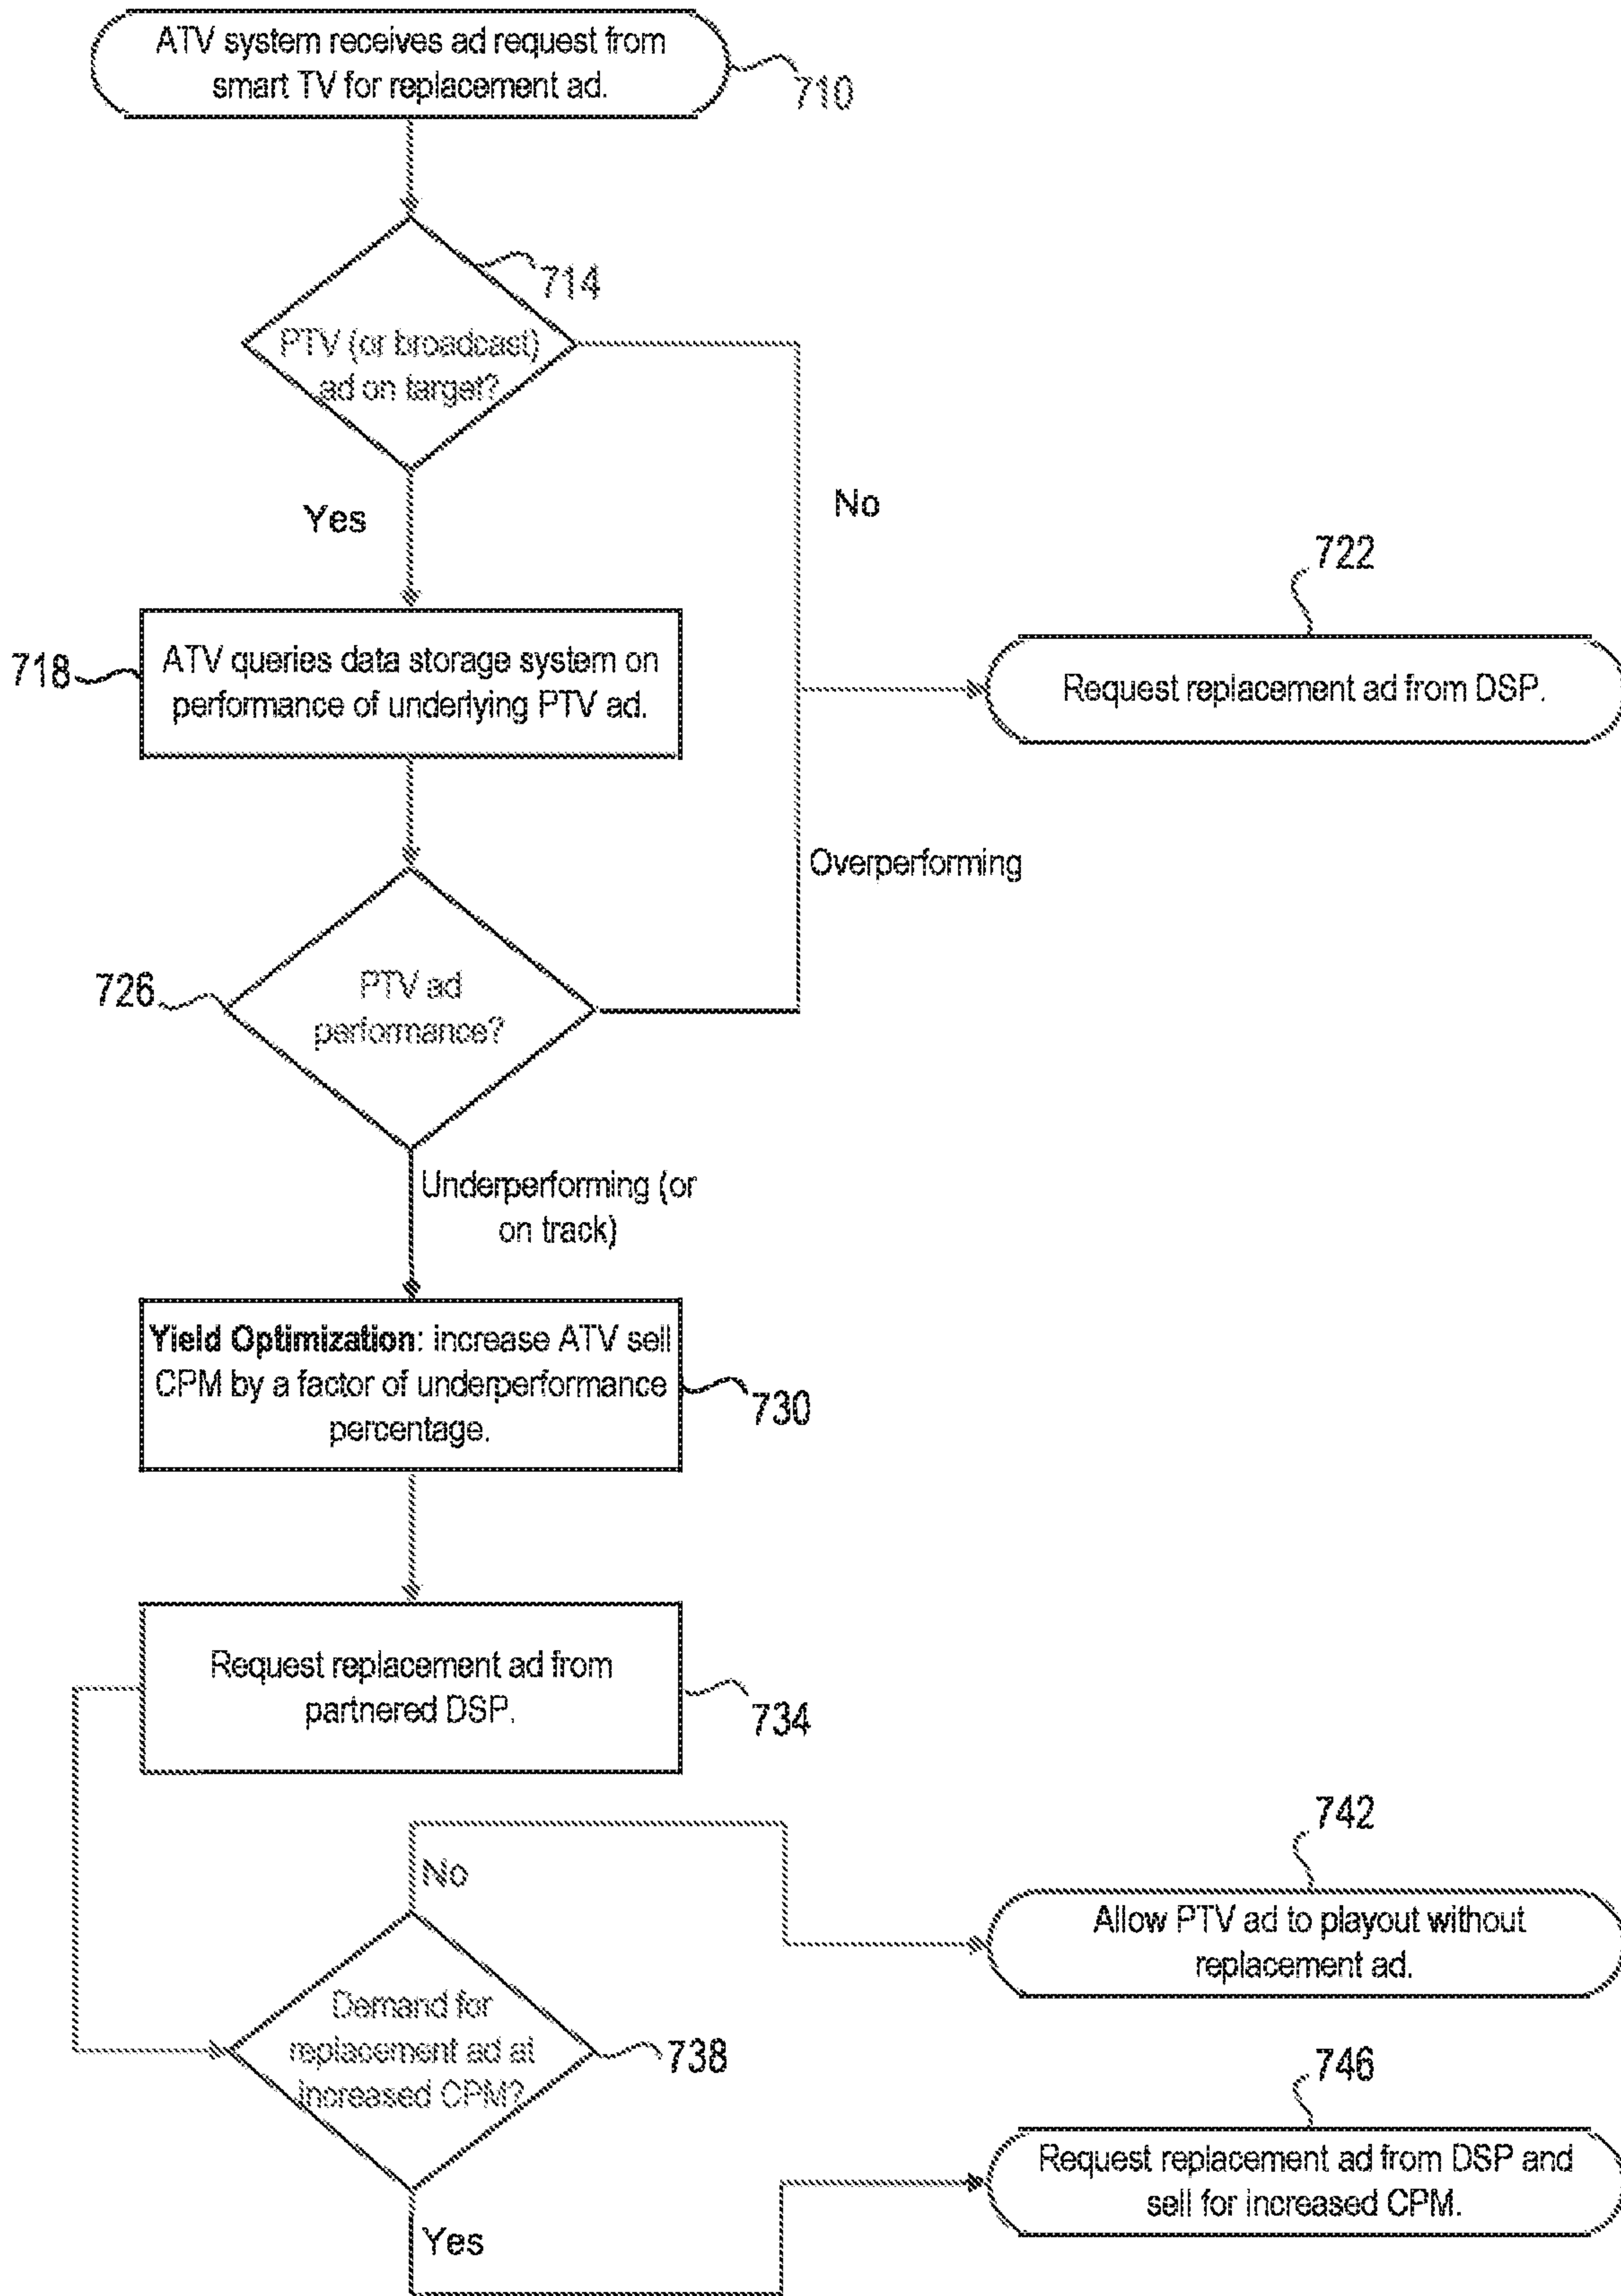 ATV system receives ad request from
smart TV for replacement ad.
710
714
PTV (or broadcast)
ad on target?
Yes
No
722
718
ATV queries data storage system on
performance of underlying PTV ad.
Request replacement ad from DSP.
Overperforming
726
PTV ad
performance?
Underperforming (or
on track)
Yield Optimization: increase ATV sell
CPM by a factor of underperformance
percentage.
730
Request replacement ad from
partnered DSP.
734
742
No
Allow PTV ad to playout without
replacement ad.
Demand for
replacement ad at
increased CPM?
738
746
Request replacement ad from DSP and
sell for increased CPM.
Yes